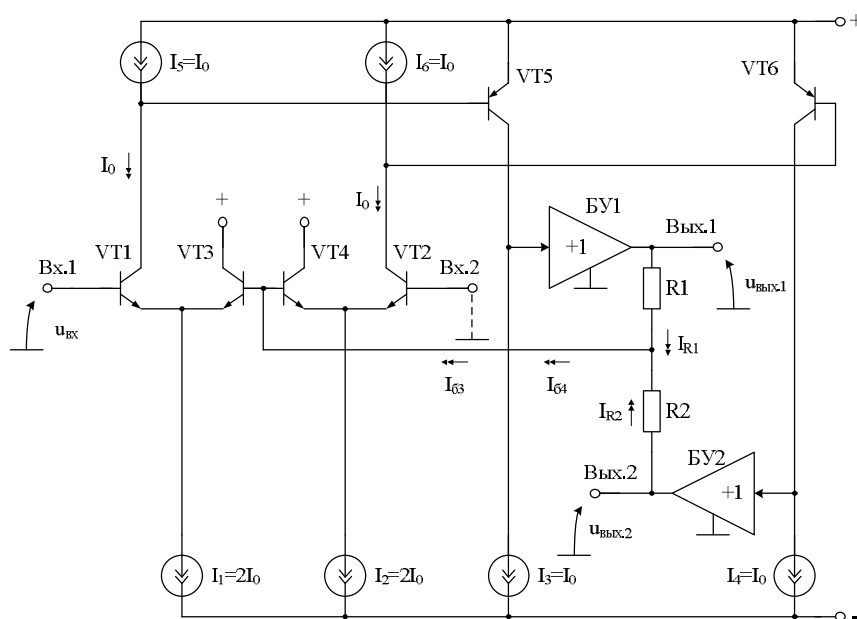 +
I5=I0
I6=I0
VT5
VT6
I0
I0
+
+
БУ1
Вых.1
VT1
VT3
VT4
VT2
+1
Вх.1
Вх.2
R1
uвых.1
uвх
IR1
Iб3
Iб4
IR2
R2
БУ2
Вых.2
+1
uвых.2
I1=2I0
I2=2I0
I3=I0
I4=I0
-